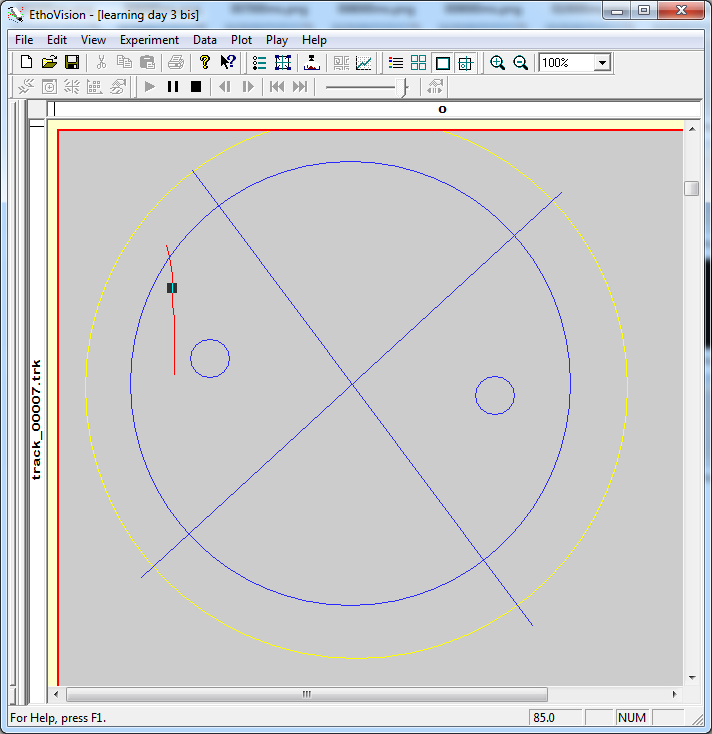 EthoVision - [learning day 3 bis]
File Edit View Experiment Data Plot Play Help
100%
o
track_00007.trk
For Help, press F1.
85.0
NUM